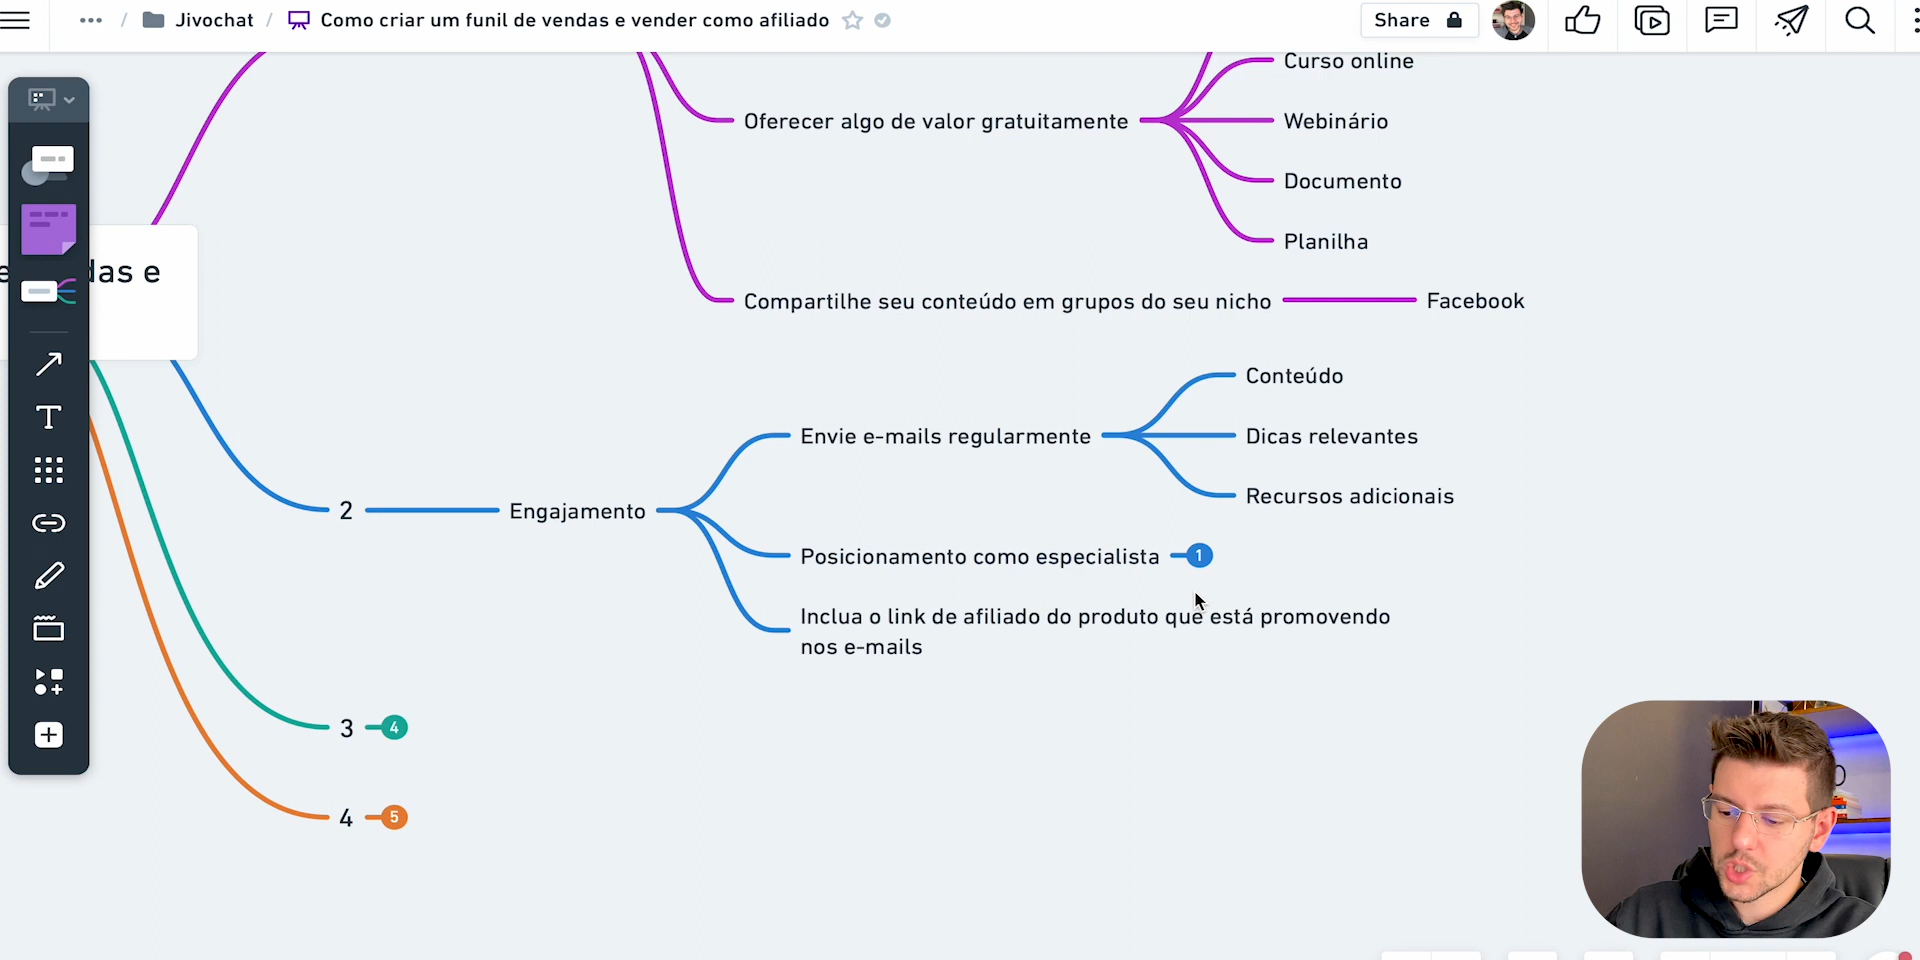 ••• / Jivochat / Como criar um funil de vendas e vender como afiliado
Share
Curso online
Oferecer algo de valor gratuitamente
Webinário
Documento
Planilha
das e
Compartilhe seu conteúdo em grupos do seu nicho
Facebook
Conteúdo
Envie e-mails regularmente
Dicas relevantes
Recursos adicionais
2
Engajamento
Posicionamento como especialista
1
Inclua o link de afiliado do produto que está promovendo
nos e-mails
3
4
4
5